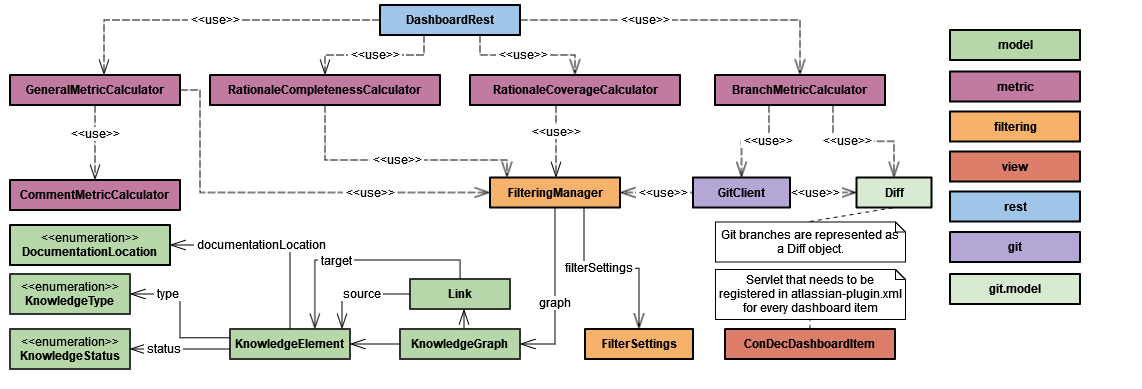 DashboardRest
<<use>>
<<use>>
<<use>>
<<use>>
GeneralMetricCalculator
RationaleCompletenessCalculator
RationaleCoverageCalculator
BranchMetricCalculator
<<use>>
<<use>>
<<use>>
<<use>>
<<use>>
CommentMetricCalculator
<<use>>
FilteringManager
<<use>>
GitClient
<<use>>
Diff
<<enumeration>>
DocumentationLocation
documentationLocation
Git branches are represented as
a Diff object.
target
filterSettings
<<enumeration>>
KnowledgeType
type
source
Link
graph
Servlet that needs to be
registered in atlassian-plugin.xml
for every dashboard item
<<enumeration>>
KnowledgeStatus
status
KnowledgeElement
KnowledgeGraph
FilterSettings
ConDecDashboardItem
model
metric
filtering
view
rest
git
git.model